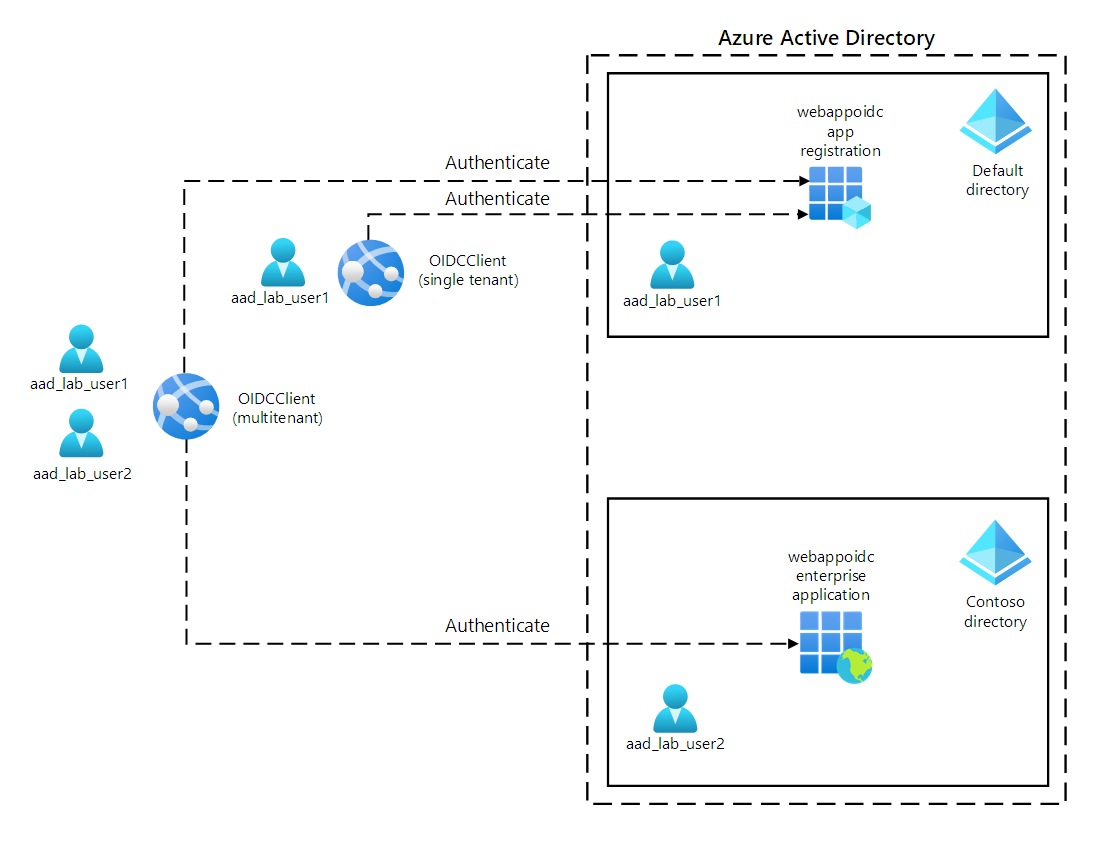 Azure Active Directory
webappoidc
app
registration
Default
directory
Authenticate
Authenticate
OIDCClient
(single tenant)
aad_lab_user1
aad_lab_user1
aad_lab_user1
OIDCClient
(multitenant)
aad_lab_user2
webappoidc
enterprise
application
Contoso
directory
Authenticate
aad_lab_user2